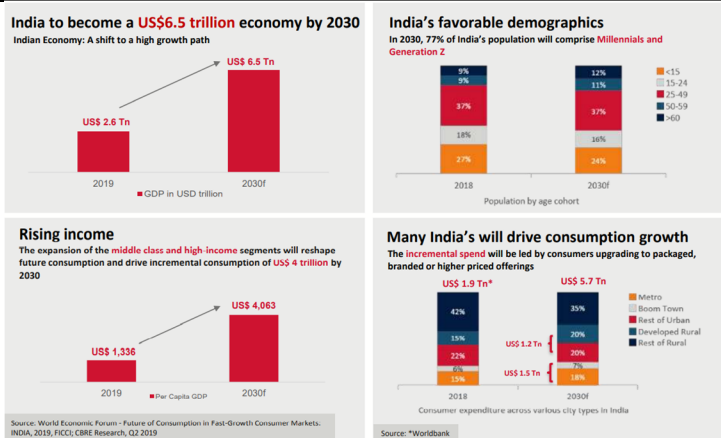 India to become a US$6.5 trillion economy by 2030
Indian Economy: A shift to a high growth path
US$ 6.5 Tn
US$ 2.6 Tn
2019
2030f
GDP in USD trillion
India's favorable demographics
In 2030, 77% of India's population will comprise Millennials and
Generation Z
9%
9%
37%
18%
27%
12%
11%
37%
16%
24%
<15
15-24
25-49
50-59
>60
2018
2030f
Population by age cohort
Rising income
The expansion of the middle class and high-income segments will reshape
future consumption and drive incremental consumption of US$ 4 trillion by
2030
US$ 4,063
US$ 1,336
2019
2030f
Per Capita GDP
Source: World Economic Forum - Future of Consumption in Fast-Growth Consumer Markets.
INDIA, 2019, FICCI; CBRE Research, Q2 2019
Many India's will drive consumption growth
The incremental spend will be led by consumers upgrading to packaged,
branded or higher priced offerings
US$ 1.9 Tn*
US$ 5.7 Tn
42%
15%
22%
6%
15%
US$ 1.2 Tn
US$ 1.5 Tn
35%
20%
20%
7%
18%
Metro
Boom Town
Rest of Urban
Developed Rural
Rest of Rural
2018
2030f
Consumer expenditure across various city types in India
Source: *Worldbank